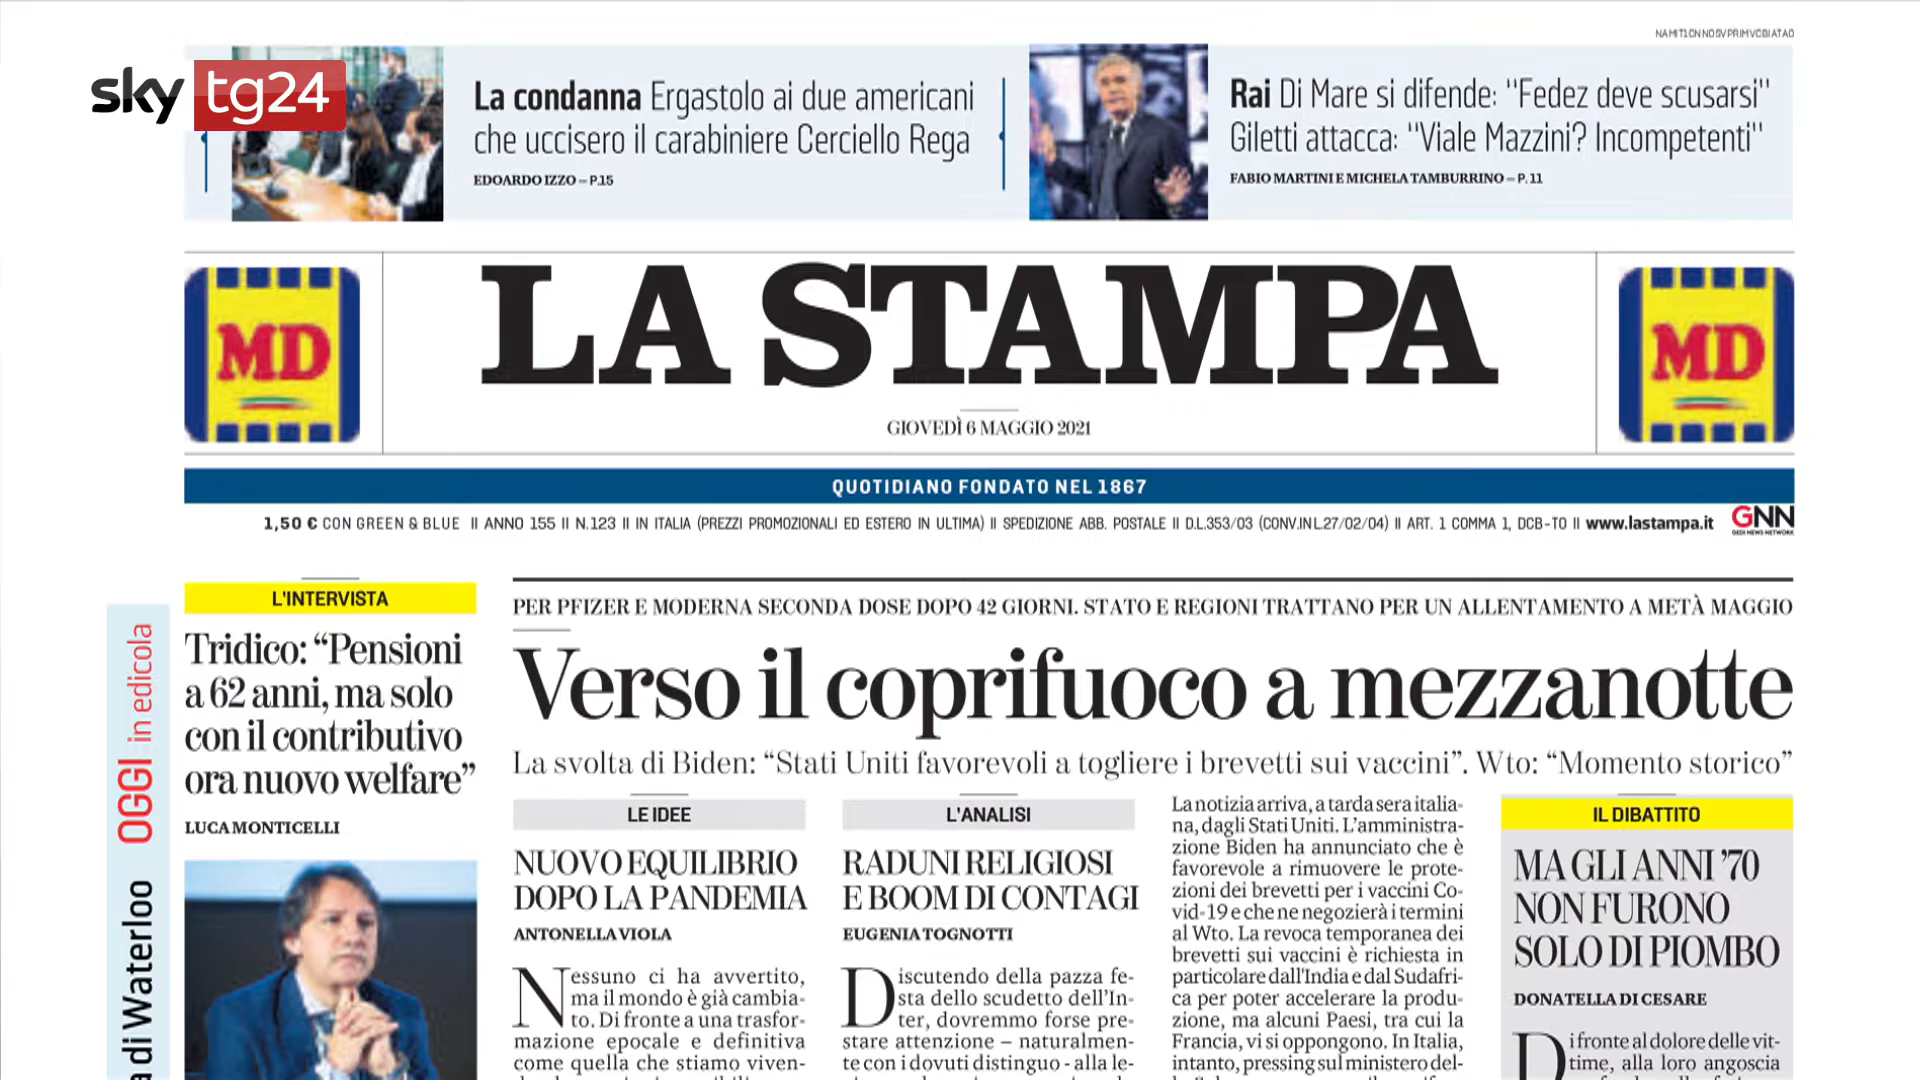 NAMIT1CNNOSVPRIMVCBIATAO
sky tg24
La condanna Ergastolo ai due americani
che uccisero il carabiniere Cerciello Rega
EDOARDO IZZO – P.15
Rai Di Mare si difende: "Fedez deve scusarsi"
Giletti attacca: "Viale Mazzini? Incompetenti"
FABIO MARTINI E MICHELA TAMBURRINO – P. 11
MD
LA STAMPA
MD
GIOVEDÌ 6 MAGGIO 2021
QUOTIDIANO FONDATO NEL 1867
1,50 € CON GREEN & BLUE II ANNO 155 II N.123 II IN ITALIA (PREZZI PROMOZIONALI ED ESTERO IN ULTIMA) II SPEDIZIONE ABB. POSTALE II D.L.353/03 (CONV.IN L.27/02/04) II ART. 1 COMMA 1, DCB-TO II www.lastampa.it
GNN
GEDI NEWS NETWORK
OGGI in edicola
a di Waterloo
L'INTERVISTA
Tridico: “Pensioni
a 62 anni, ma solo
con il contributivo
ora nuovo welfare”
LUCA MONTICELLI
PER PFIZER E MODERNA SECONDA DOSE DOPO 42 GIORNI. STATO E REGIONI TRATTANO PER UN ALLENTAMENTO A METÀ MAGGIO
Verso il coprifuoco a mezzanotte
La svolta di Biden: “Stati Uniti favorevoli a togliere i brevetti sui vaccini”. Wto: “Momento storico”
LE IDEE
NUOVO EQUILIBRIO
DOPO LA PANDEMIA
ANTONELLA VIOLA
Nessuno ci ha avvertito,
ma il mondo è già cambia-
to. Di fronte a una trasfor-
mazione epocale e definitiva
come quella che stiamo viven-
L'ANALISI
RADUNI RELIGIOSI
E BOOM DI CONTAGI
EUGENIA TOGNOTTI
Discutendo della pazza fe-
sta dello scudetto dell'In-
ter, dovremmo forse pre-
stare attenzione – naturalmen-
te con i dovuti distinguo - alla le-
La notizia arriva, a tarda sera italia-
na, dagli Stati Uniti. L'amministra-
zione Biden ha annunciato che è
favorevole a rimuovere le prote-
zioni dei brevetti per i vaccini Co-
vid-19 e che ne negozierà i termini
al Wto. La revoca temporanea dei
brevetti sui vaccini è richiesta in
particolare dall'India e dal Sudafri-
ca per poter accelerare la produ-
zione, ma alcuni Paesi, tra cui la
Francia, vi si oppongono. In Italia,
intanto, pressing sul ministero del-
IL DIBATTITO
MA GLI ANNI '70
NON FURONO
SOLO DI PIOMBO
DONATELLA DI CESARE
Di fronte al dolore delle vit-
time, alla loro angoscia